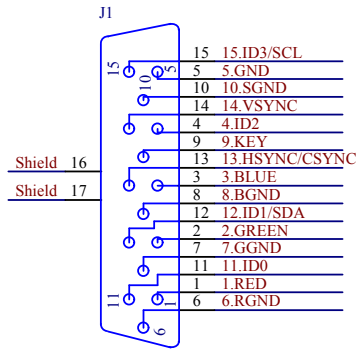 J1
15 15.ID3/SCL
5 5.GND
10 10.SGND
14 14.VSYNC
4 4.ID2
9 9.KEY
13 13.HSYNC/CSYNC
3 3.BLUE
8 8.BGND
12 12.ID1/SDA
2 2.GREEN
7 7.GGND
11 11.ID0
1 1.RED
6 6.RGND
Shield 16
Shield 17
15
10
5
11
1
6